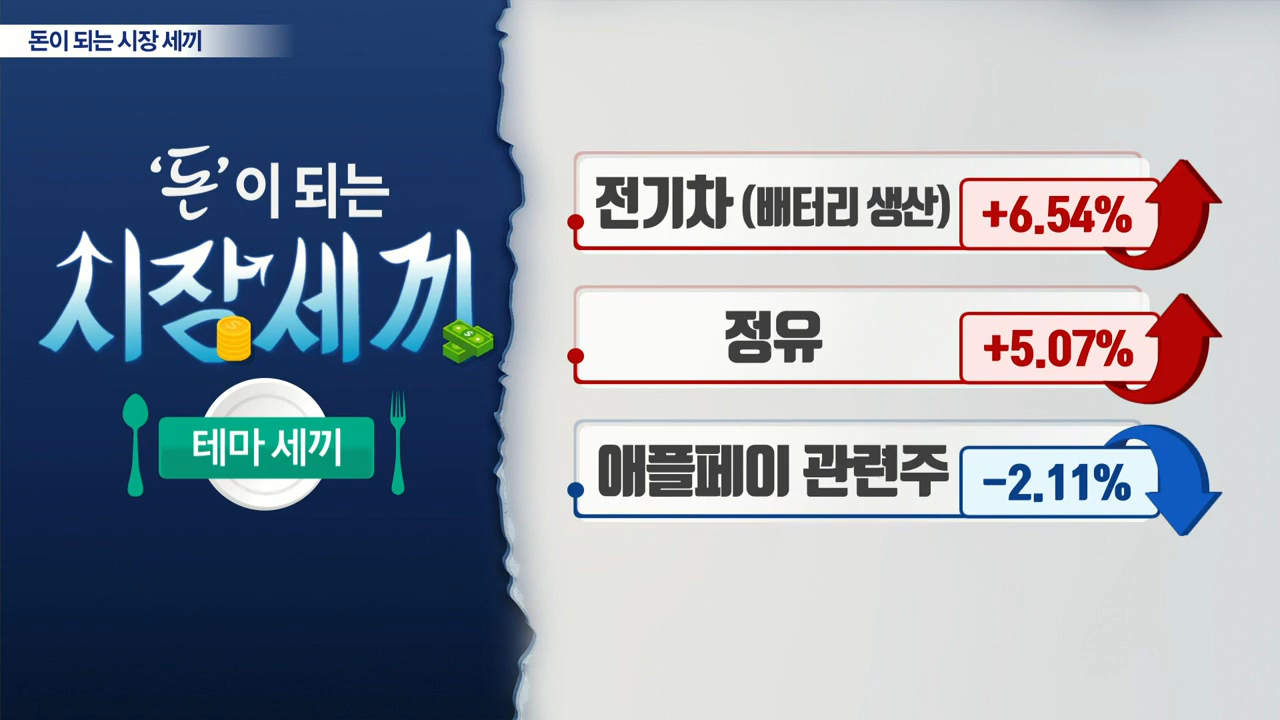 돈이 되는 시장 세끼
‘돈’이 되는
시장세끼
테마 세끼
전기차 (배터리 생산) +6.54%
정유 +5.07%
애플페이 관련주 -2.11%